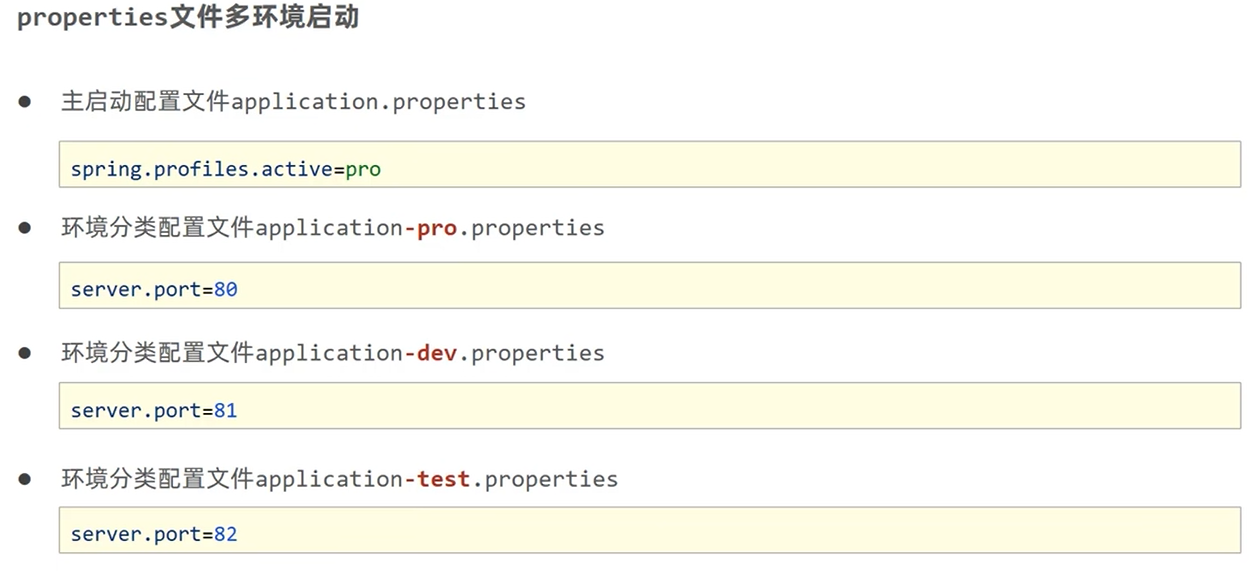 properties文件多环境启动
● 主启动配置文件application.properties
spring.profiles.active=pro
● 环境分类配置文件application-pro.properties
server.port=80
● 环境分类配置文件application-dev.properties
server.port=81
● 环境分类配置文件application-test.properties
server.port=82